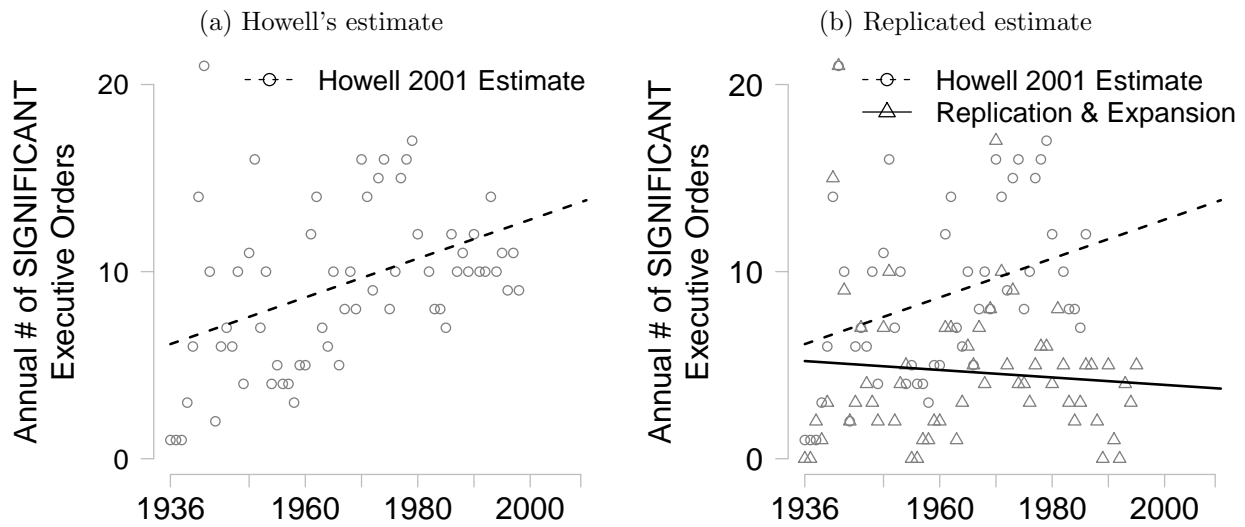 (a) Howell's estimate
Annual # of SIGNIFICANT
Executive Orders
Howell 2001 Estimate
20
10
0
1936
1960
1980
2000
(b) Replicated estimate
Annual # of SIGNIFICANT
Executive Orders
Howell 2001 Estimate
Replication & Expansion
20
10
0
1936
1960
1980
2000